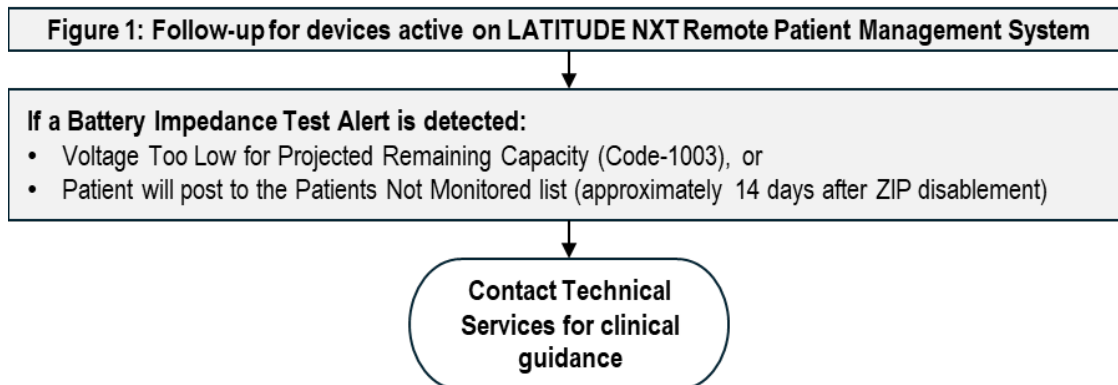 Figure 1: Follow-up for devices active on LATITUDE NXT Remote Patient Management System
If a Battery Impedance Test Alert is detected:
• Voltage Too Low for Projected Remaining Capacity (Code-1003), or
• Patient will post to the Patients Not Monitored list (approximately 14 days after ZIP disablement)
Contact Technical
Services for clinical
guidance